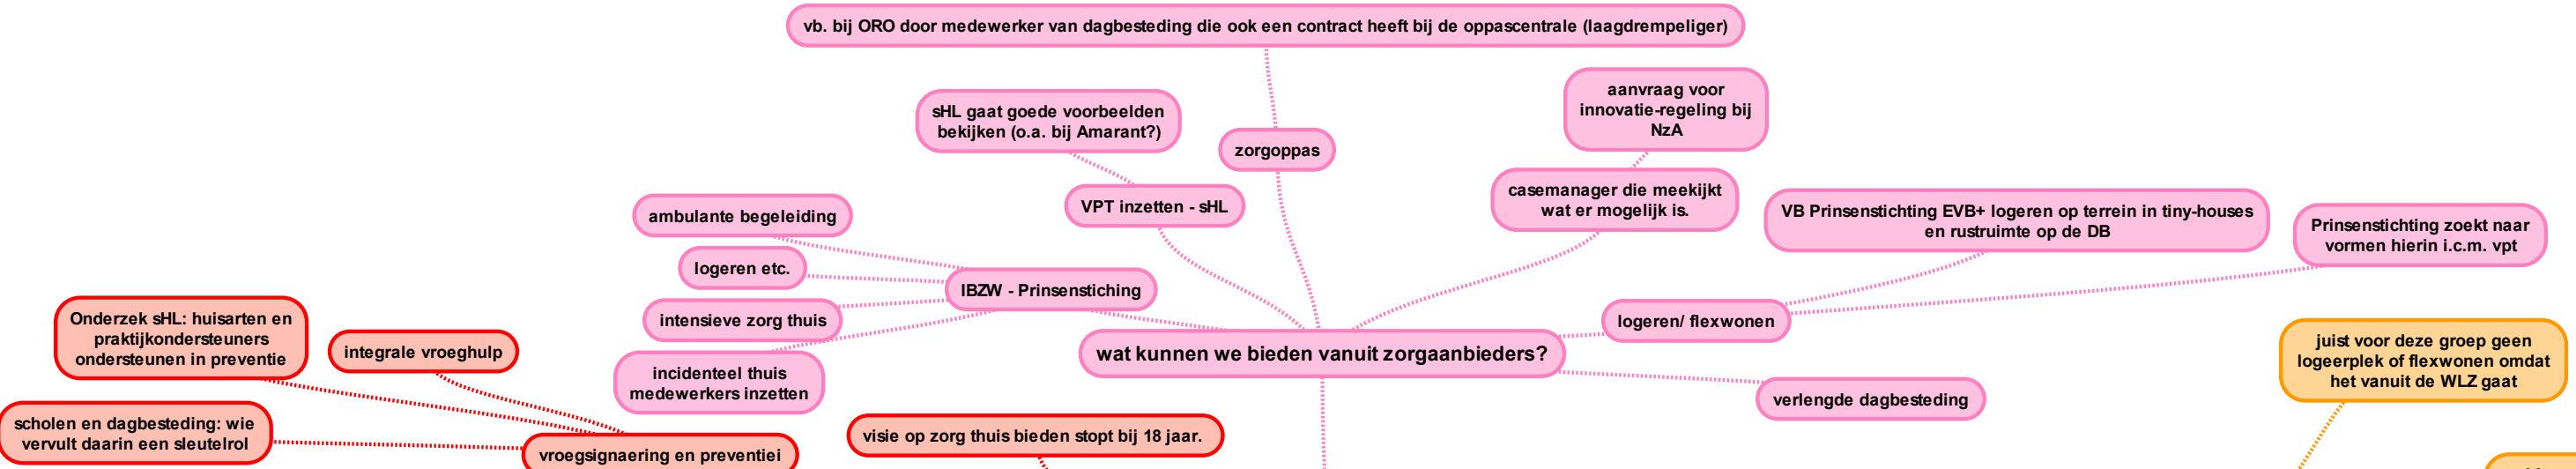 vb. bij ORO door medewerker van dagbesteding die ook een contract heeft bij de oppascentrale (laagdrempeliger)
sHL gaat goede voorbeelden
bekijken (o.a. bij Amarant?)
zorgoppas
aanvraag voor
innovatie-regeling bij
NzA
VPT inzetten - sHL
casemanager die meekijkt
wat er mogelijk is.
ambulante begeleiding
logeren etc.
intensieve zorg thuis
incidenteel thuis
medewerkers inzetten
IBZW - Prinsenstiching
VB Prinsenstichting EVB+ logeren op terrein in tiny-houses
en rustruimte op de DB
Prinsenstichting zoekt naar
vormen hierin i.c.m. vpt
logeren/ flexwonen
wat kunnen we bieden vanuit zorgaanbieders?
verlengde dagbesteding
juist voor deze groep geen
logeerplek of flexwonen omdat
het vanuit de WLZ gaat
Onderzek sHL: huisarten en
praktijkondersteuners
ondersteunen in preventie
integrale vroeghulp
scholen en dagbesteding: wie
vervult daarin een sleutelrol
vroegsignaering en preventiei
visie op zorg thuis bieden stopt bij 18 jaar.